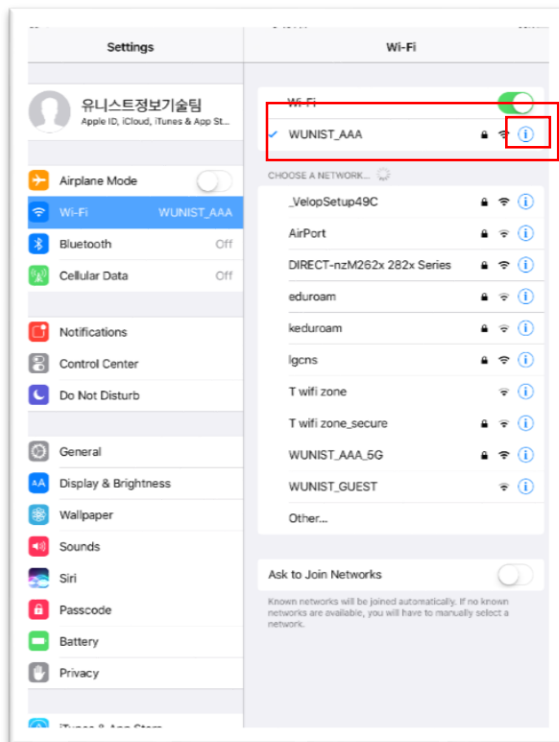 Settings
유니스트정보기술팀
Apple ID, iCloud, iTunes & App St...
Airplane Mode
Wi-Fi WUNIST_AAA
Bluetooth Off
Cellular Data Off
Notifications
Control Center
Do Not Disturb
General
AA Display & Brightness
Wallpaper
Sounds
Siri
Passcode
Battery
Privacy
iTunes & App Store
Wi-Fi
Wi-Fi
WUNIST_AAA
CHOOSE A NETWORK...
_VelopSetup49C
AirPort
DIRECT-nzM262x 282x Series
eduroam
keduroam
lgcns
T wifi zone
T wifi zone_secure
WUNIST_AAA_5G
WUNIST_GUEST
Other...
Ask to Join Networks
Known networks will be joined automatically. If no known
networks are available, you will have to manually select a
network.